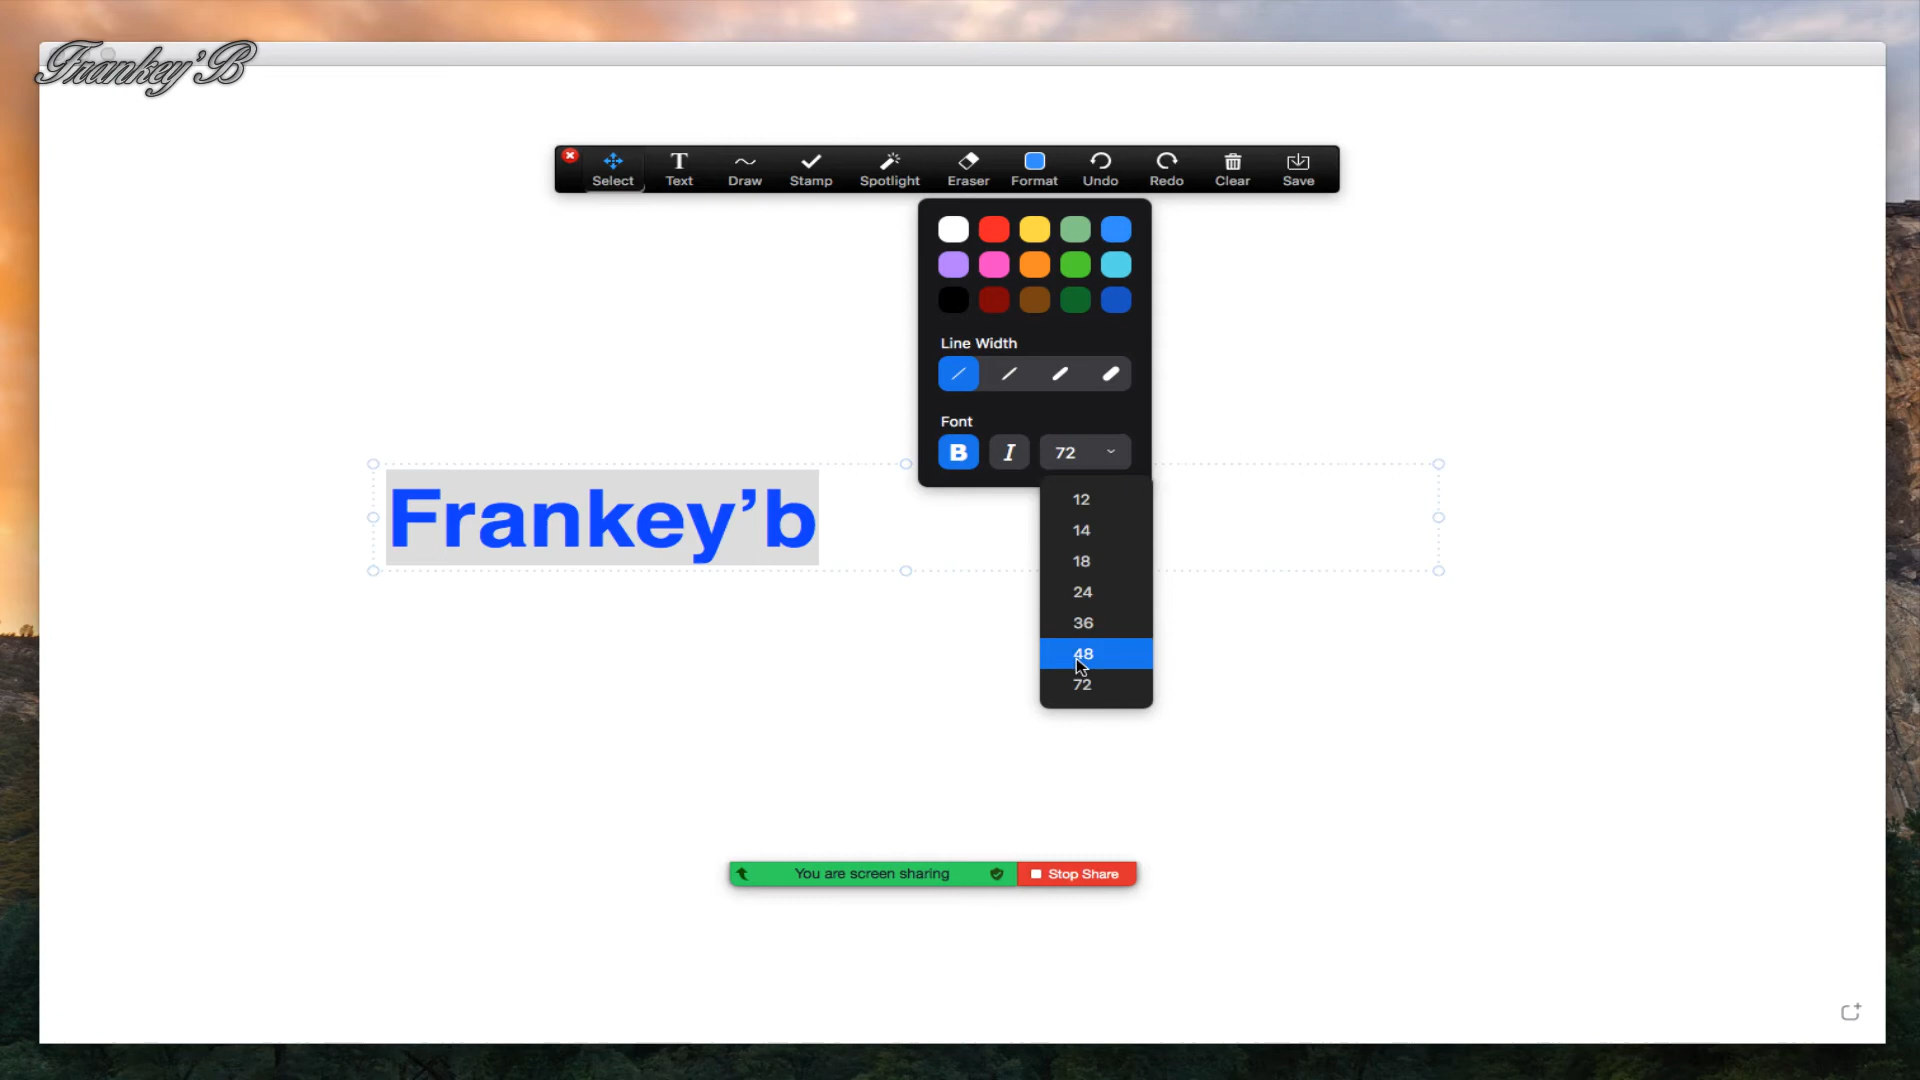 Frankey'B
Select Text Draw Stamp Spotlight Eraser Format Undo Redo Clear Save
Line Width
Font
B I 72
Frankey’b
12
14
18
24
36
48
72
You are screen sharing Stop Share